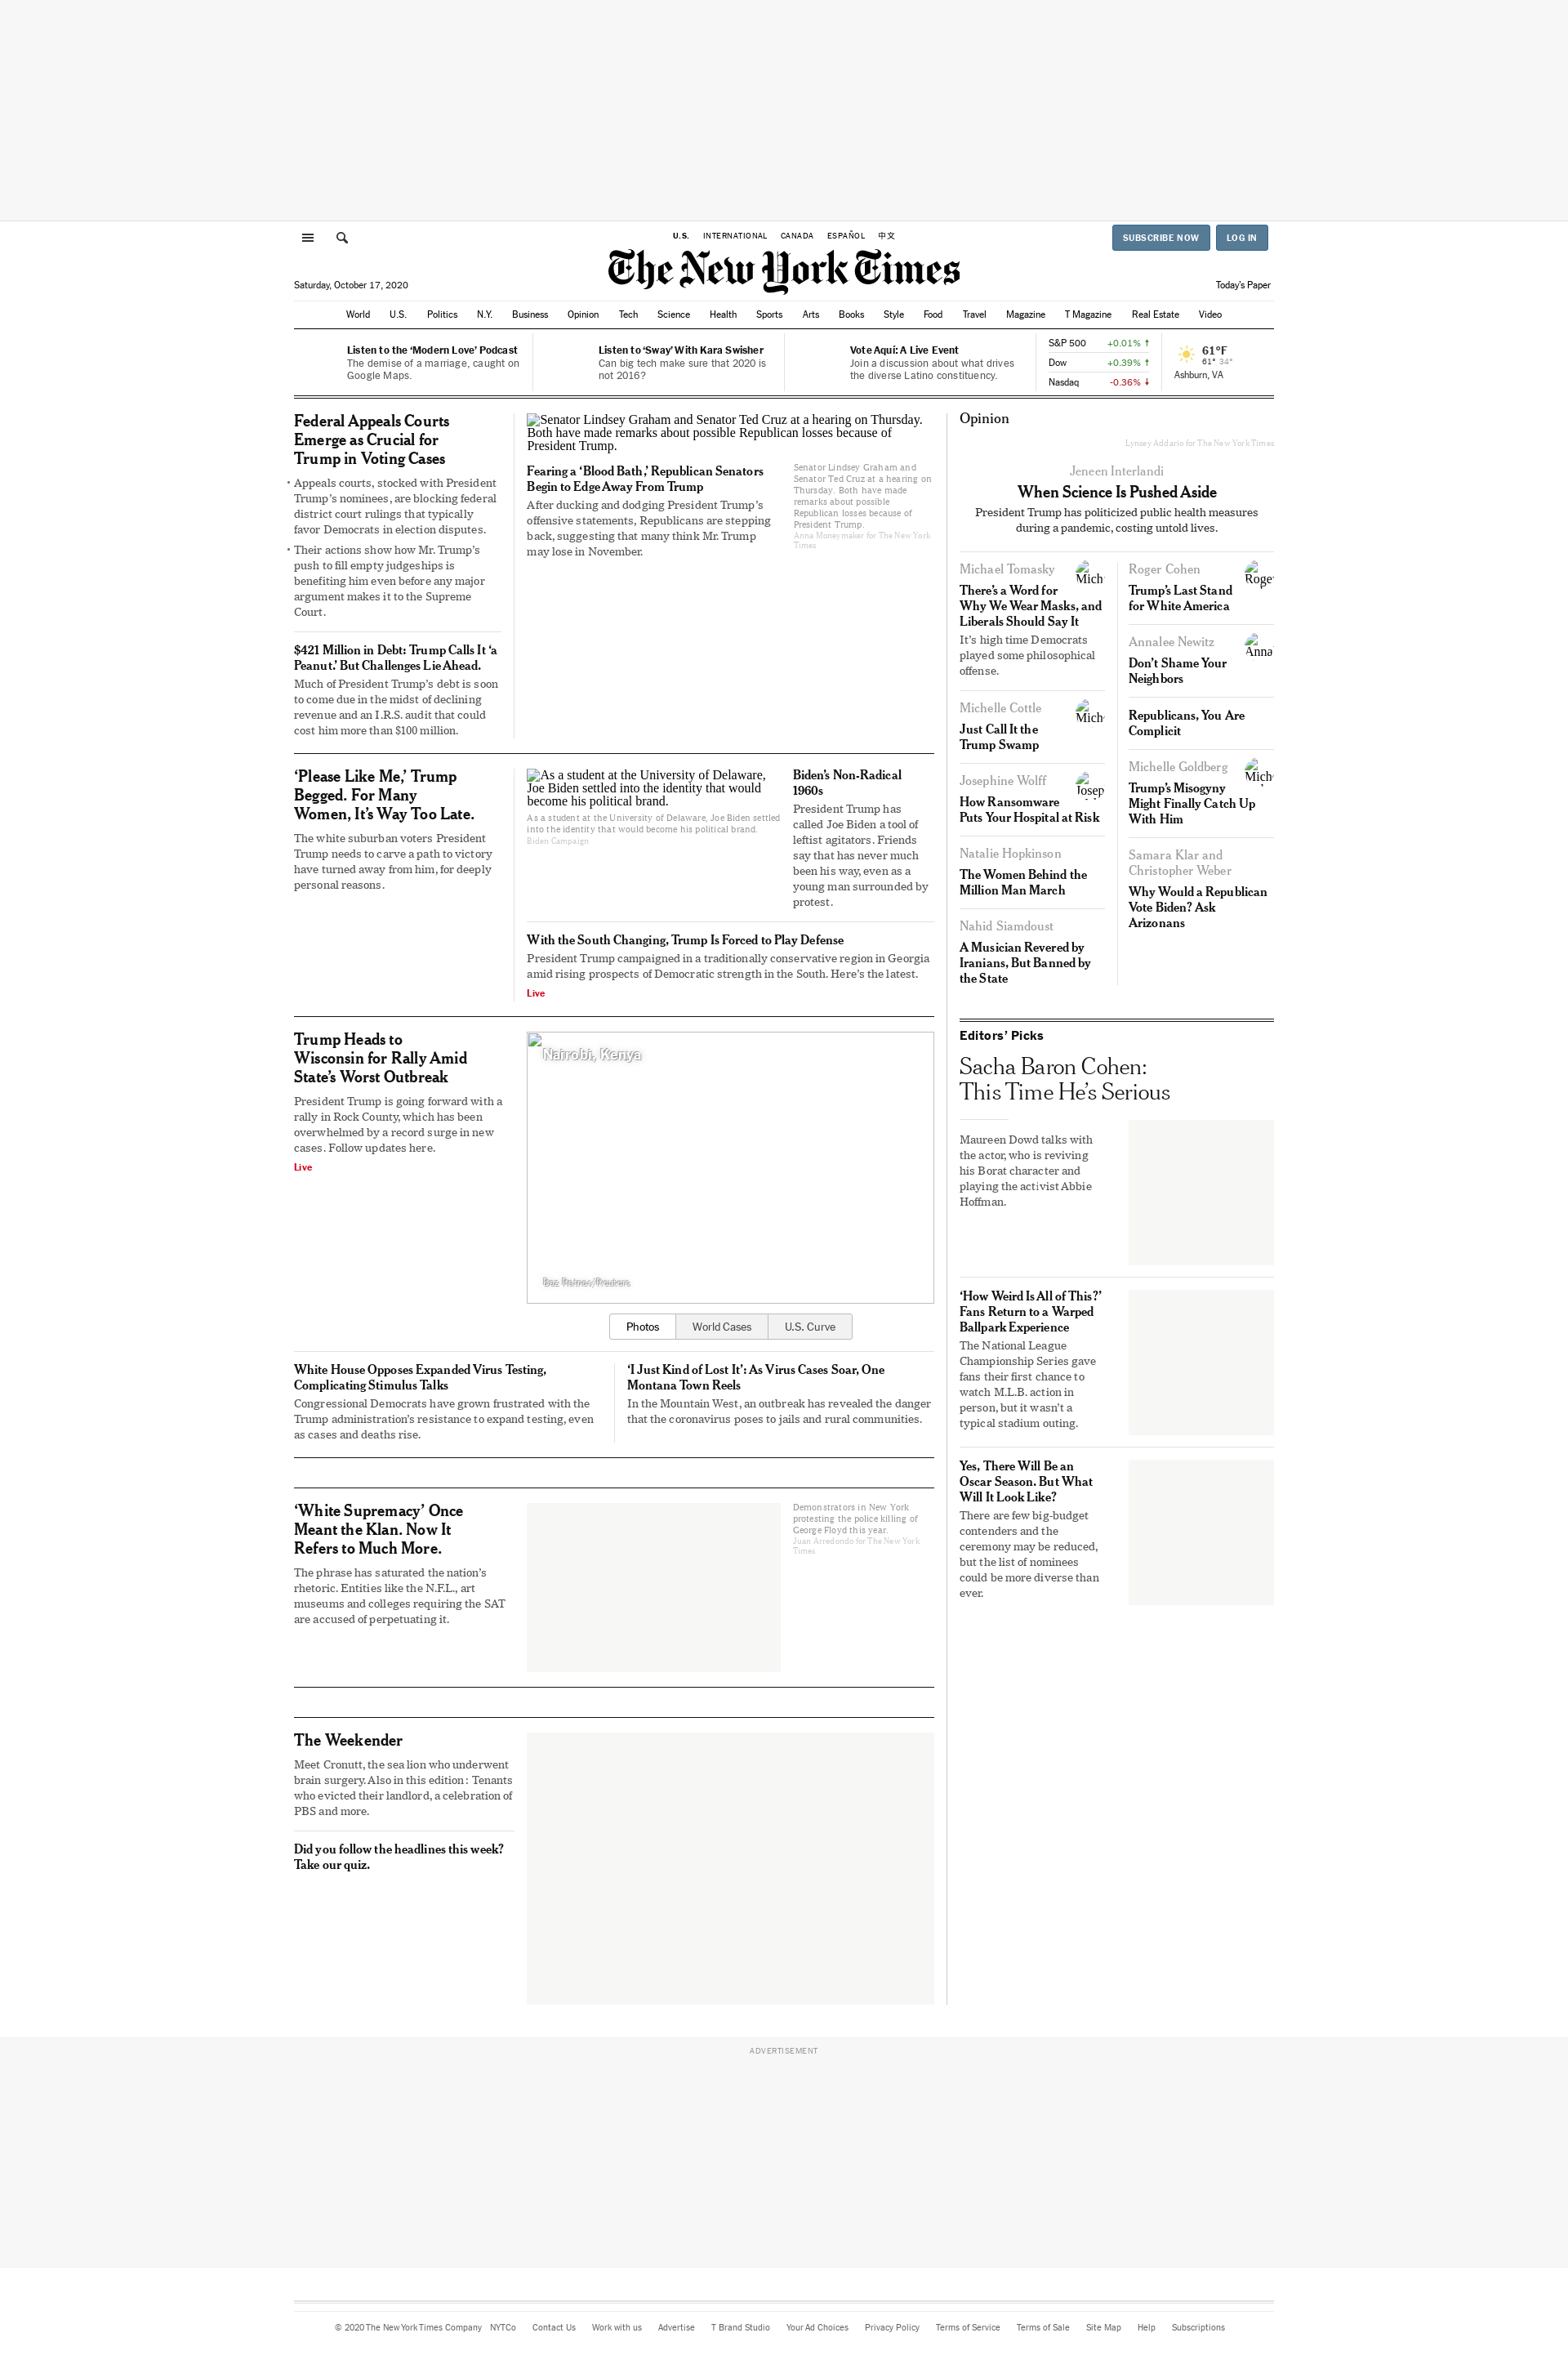 U.S. INTERNATIONAL CANADA ESPAÑOL 中文
SUBSCRIBE NOW LOG IN
The New York Times
Saturday, October 17, 2020
Today's Paper
World U.S. Politics N.Y. Business Opinion Tech Science Health Sports Arts Books Style Food Travel Magazine T Magazine Real Estate Video
Listen to the ‘Modern Love’ Podcast
The demise of a marriage, caught on
Google Maps.
Listen to ‘Sway’ With Kara Swisher
Can big tech make sure that 2020 is
not 2016?
Vote Aquí: A Live Event
Join a discussion about what drives
the diverse Latino constituency.
S&P 500 +0.01% ↑
Dow +0.39% ↑
Nasdaq -0.36% ↓
61°F
61° 34°
Ashburn, VA
Federal Appeals Courts
Emerge as Crucial for
Trump in Voting Cases
• Appeals courts, stocked with President
Trump’s nominees, are blocking federal
district court rulings that typically
favor Democrats in election disputes.
• Their actions show how Mr. Trump’s
push to fill empty judgeships is
benefiting him even before any major
argument makes it to the Supreme
Court.
$421 Million in Debt: Trump Calls It ‘a
Peanut.’ But Challenges Lie Ahead.
Much of President Trump’s debt is soon
to come due in the midst of declining
revenue and an I.R.S. audit that could
cost him more than $100 million.
Senator Lindsey Graham and Senator Ted Cruz at a hearing on Thursday.
Both have made remarks about possible Republican losses because of
President Trump.
Fearing a ‘Blood Bath,’ Republican Senators
Begin to Edge Away From Trump
After ducking and dodging President Trump’s
offensive statements, Republicans are stepping
back, suggesting that many think Mr. Trump
may lose in November.
Senator Lindsey Graham and
Senator Ted Cruz at a hearing on
Thursday. Both have made
remarks about possible
Republican losses because of
President Trump.
Anna Moneymaker for The New York
Times
‘Please Like Me,’ Trump
Begged. For Many
Women, It’s Way Too Late.
The white suburban voters President
Trump needs to carve a path to victory
have turned away from him, for deeply
personal reasons.
As a student at the University of Delaware,
Joe Biden settled into the identity that would
become his political brand.
As a student at the University of Delaware, Joe Biden settled
into the identity that would become his political brand.
Biden Campaign
Biden’s Non-Radical
1960s
President Trump has
called Joe Biden a tool of
leftist agitators. Friends
say that has never much
been his way, even as a
young man surrounded by
protest.
With the South Changing, Trump Is Forced to Play Defense
President Trump campaigned in a traditionally conservative region in Georgia
amid rising prospects of Democratic strength in the South. Here’s the latest.
Live
Trump Heads to
Wisconsin for Rally Amid
State’s Worst Outbreak
President Trump is going forward with a
rally in Rock County, which has been
overwhelmed by a record surge in new
cases. Follow updates here.
Live
Nairobi, Kenya
Baz Ratner/Reuters
Photos World Cases U.S. Curve
White House Opposes Expanded Virus Testing,
Complicating Stimulus Talks
Congressional Democrats have grown frustrated with the
Trump administration’s resistance to expand testing, even
as cases and deaths rise.
‘I Just Kind of Lost It’: As Virus Cases Soar, One
Montana Town Reels
In the Mountain West, an outbreak has revealed the danger
that the coronavirus poses to jails and rural communities.
‘White Supremacy’ Once
Meant the Klan. Now It
Refers to Much More.
The phrase has saturated the nation’s
rhetoric. Entities like the N.F.L., art
museums and colleges requiring the SAT
are accused of perpetuating it.
Demonstrators in New York
protesting the police killing of
George Floyd this year.
Juan Arredondo for The New York
Times
The Weekender
Meet Cronutt, the sea lion who underwent
brain surgery. Also in this edition: Tenants
who evicted their landlord, a celebration of
PBS and more.
Did you follow the headlines this week?
Take our quiz.
Opinion
Lynsey Addario for The New York Times
Jeneen Interlandi
When Science Is Pushed Aside
President Trump has politicized public health measures
during a pandemic, costing untold lives.
Michael Tomasky
Mich
There’s a Word for
Why We Wear Masks, and
Liberals Should Say It
It’s high time Democrats
played some philosophical
offense.
Michelle Cottle
Miche
Just Call It the
Trump Swamp
Josephine Wolff
Josep
How Ransomware
Puts Your Hospital at Risk
Natalie Hopkinson
The Women Behind the
Million Man March
Nahid Siamdoust
A Musician Revered by
Iranians, But Banned by
the State
Roger Cohen
Roger
Trump’s Last Stand
for White America
Annalee Newitz
Anna
Don’t Shame Your
Neighbors
Republicans, You Are
Complicit
Michelle Goldberg
Miche
Trump’s Misogyny
Might Finally Catch Up
With Him
Samara Klar and
Christopher Weber
Why Would a Republican
Vote Biden? Ask
Arizonans
Editors’ Picks
Sacha Baron Cohen:
This Time He’s Serious
Maureen Dowd talks with
the actor, who is reviving
his Borat character and
playing the activist Abbie
Hoffman.
‘How Weird Is All of This?’
Fans Return to a Warped
Ballpark Experience
The National League
Championship Series gave
fans their first chance to
watch M.L.B. action in
person, but it wasn’t a
typical stadium outing.
Yes, There Will Be an
Oscar Season. But What
Will It Look Like?
There are few big-budget
contenders and the
ceremony may be reduced,
but the list of nominees
could be more diverse than
ever.
ADVERTISEMENT
© 2020 The New York Times Company NYTCo Contact Us Work with us Advertise T Brand Studio Your Ad Choices Privacy Policy Terms of Service Terms of Sale Site Map Help Subscriptions